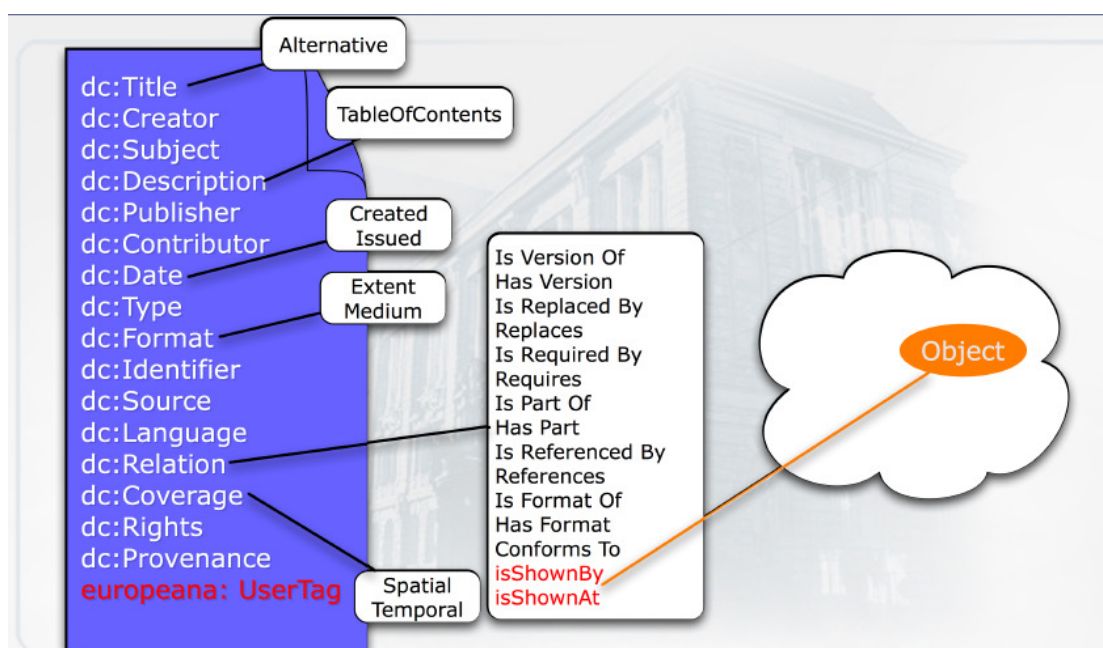 Alternative
dc:Title
TableOfContents
dc:Creator
dc:Subject
dc:Description
dc:Publisher
Created
Issued
dc:Contributor
dc:Date
Extent
Medium
dc:Type
dc:Format
dc:Identifier
dc:Source
dc:Language
dc:Relation
dc:Coverage
dc:Rights
dc:Provenance
europeana: UserTag
Spatial
Temporal
Is Version Of
Has Version
Is Replaced By
Replaces
Is Required By
Requires
Is Part Of
Has Part
Is Referenced By
References
Is Format Of
Has Format
Conforms To
isShownBy
isShownAt
Object